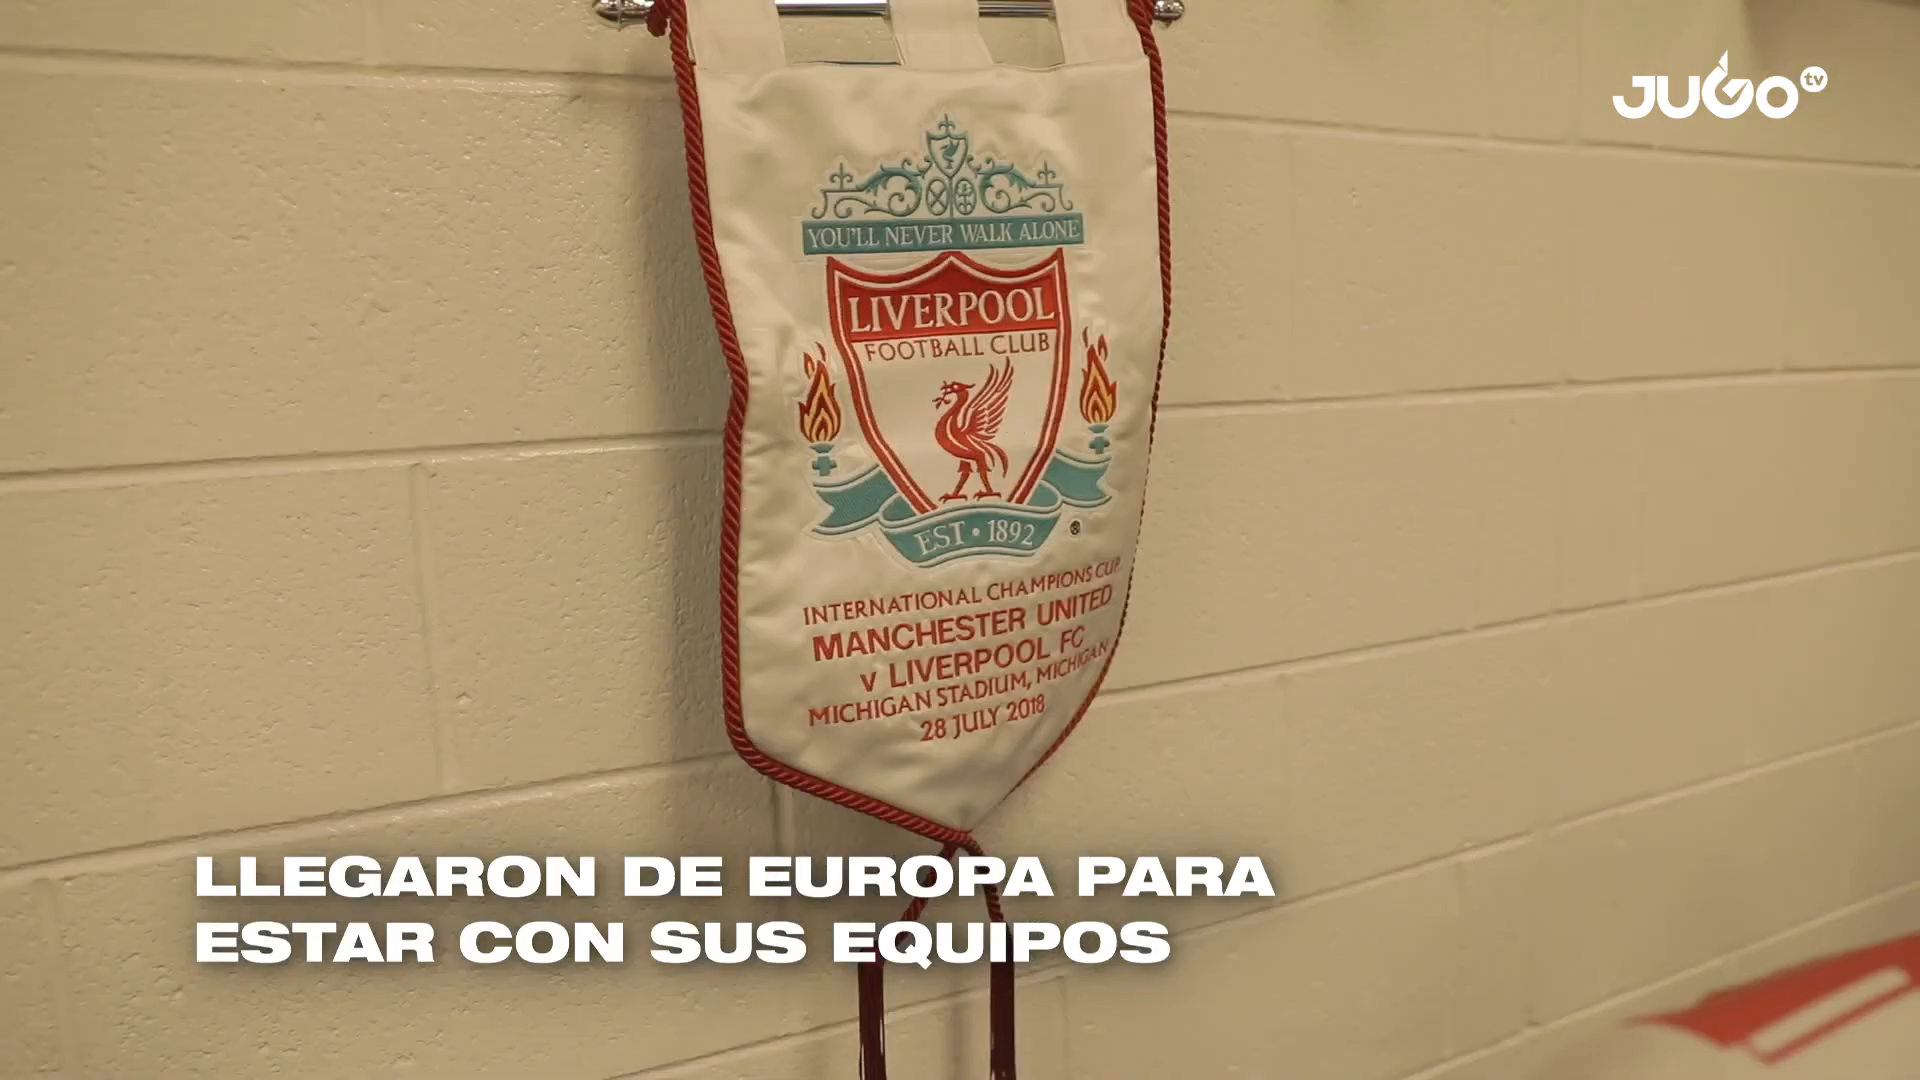 JUGO tv
YOU'LL NEVER WALK ALONE
LIVERPOOL
FOOTBALL CLUB
EST · 1892
®
INTERNATIONAL CHAMPIONS CUP
MANCHESTER UNITED
v LIVERPOOL FC
MICHIGAN STADIUM, MICHIGAN
28 JULY 2018
LLEGARON DE EUROPA PARA
ESTAR CON SUS EQUIPOS